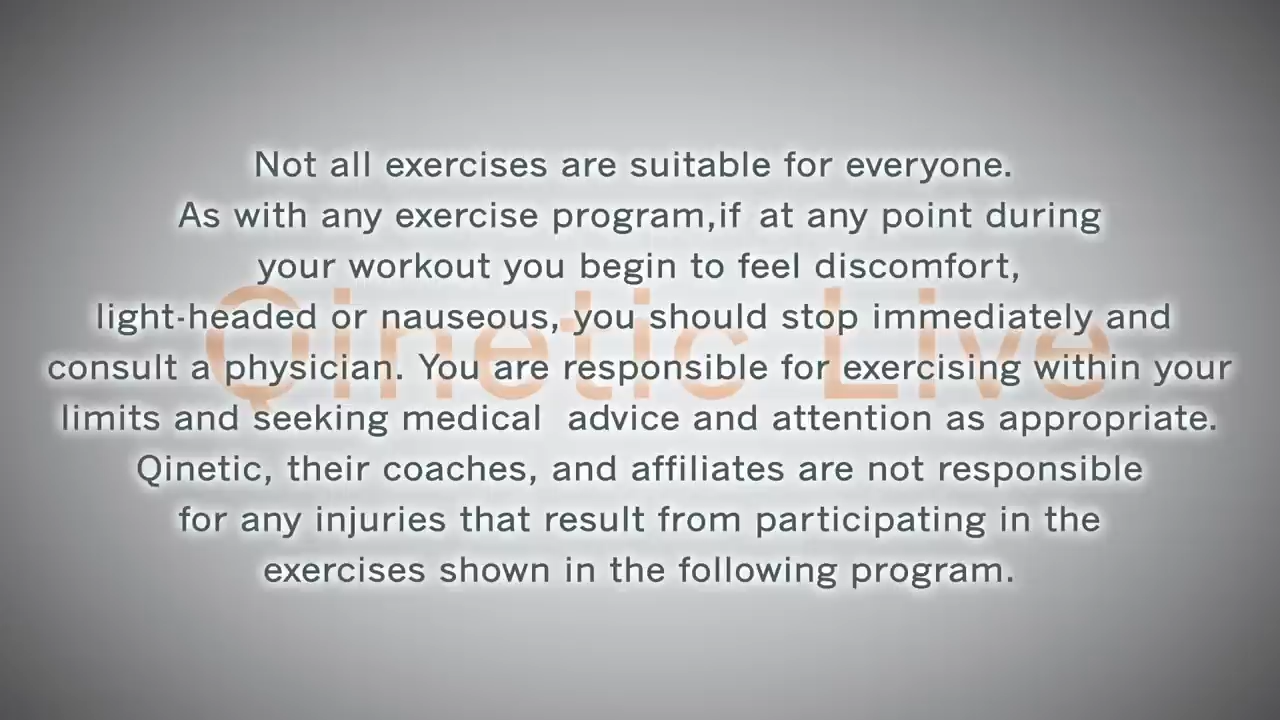 Not all exercises are suitable for everyone.
As with any exercise program,if at any point during
your workout you begin to feel discomfort,
light-headed or nauseous, you should stop immediately and
consult a physician. You are responsible for exercising within your
limits and seeking medical advice and attention as appropriate.
Qinetic, their coaches, and affiliates are not responsible
for any injuries that result from participating in the
exercises shown in the following program.
Qinetic Live